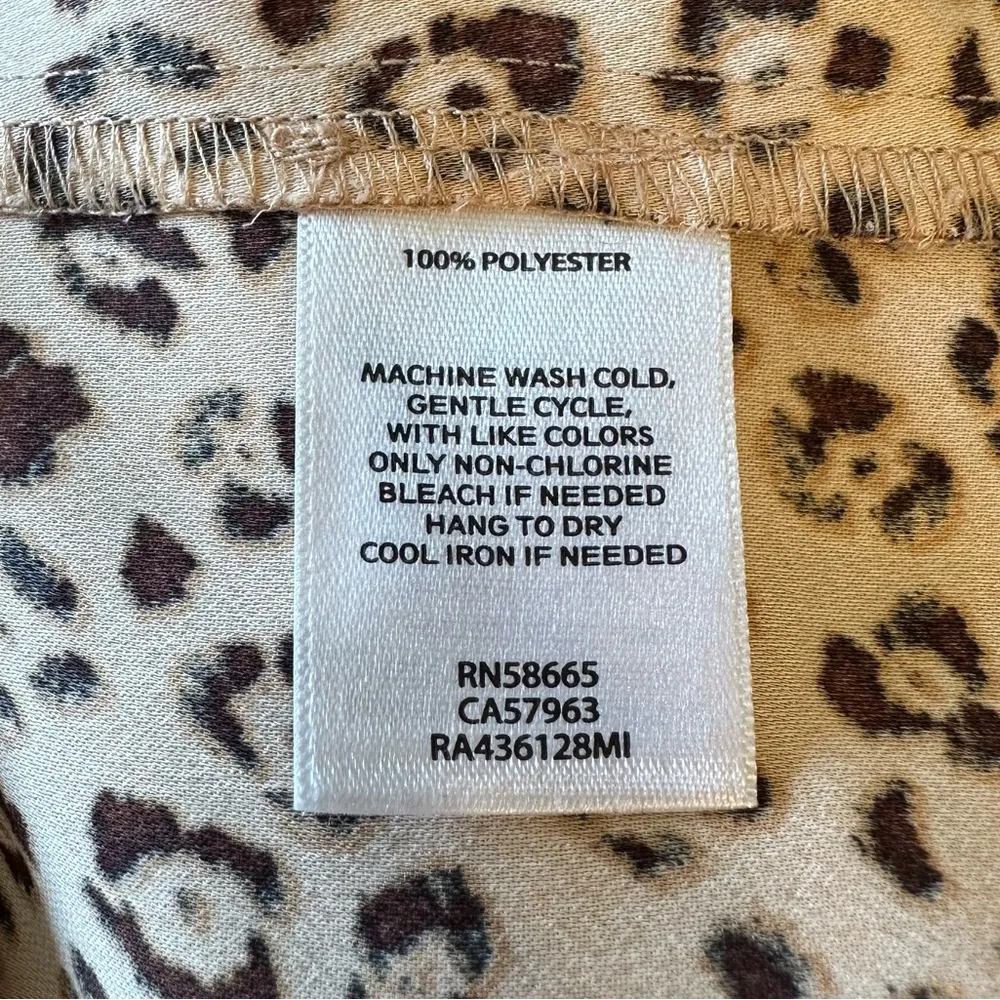 100% POLYESTER
MACHINE WASH COLD,
GENTLE CYCLE,
WITH LIKE COLORS
ONLY NON-CHLORINE
BLEACH IF NEEDED
HANG TO DRY
COOL IRON IF NEEDED
RN58665
CA57963
RA436128MI